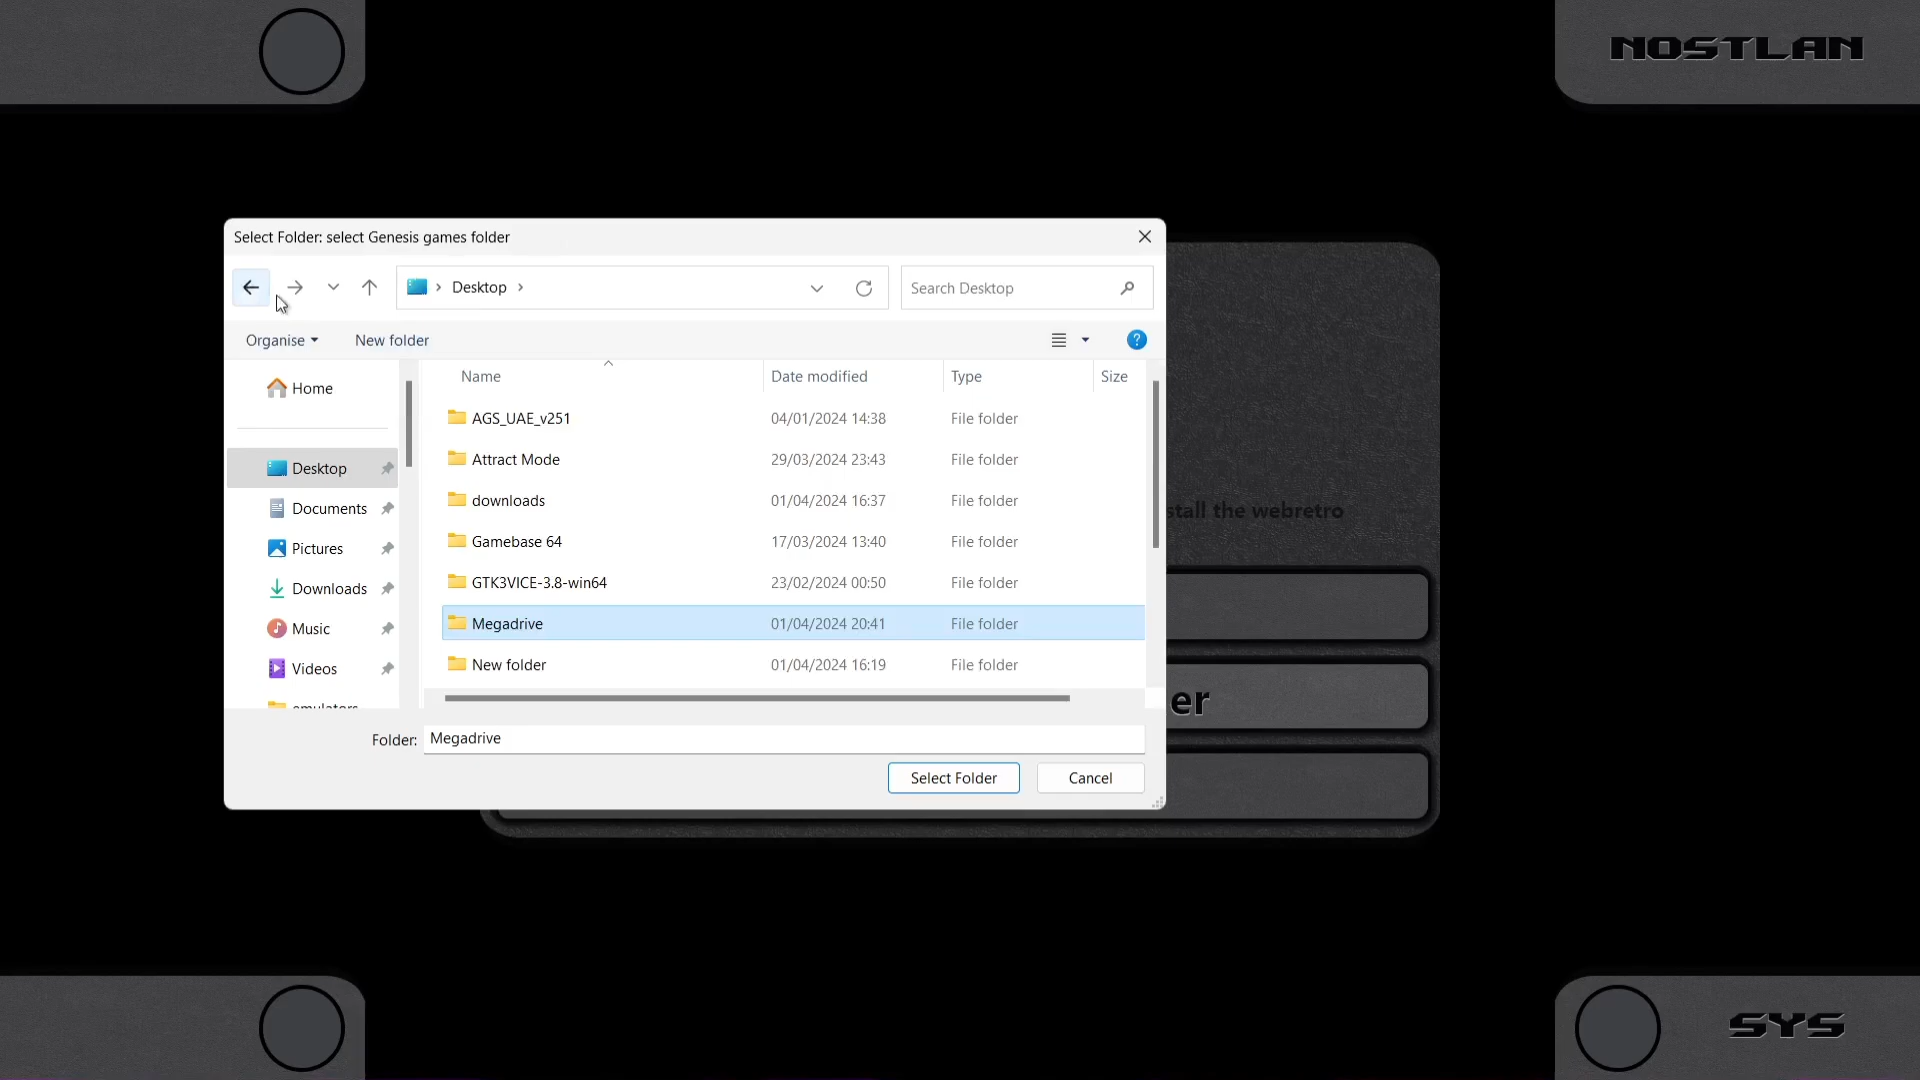 NOSTLAN
Select Folder: select Genesis games folder
Desktop
Search Desktop
Organise
New folder
Home
Desktop
Documents
Pictures
Downloads
Music
Videos
emulators
Name Date modified Type Size
AGS_UAE_v251 04/01/2024 14:38 File folder
Attract Mode 29/03/2024 23:43 File folder
downloads 01/04/2024 16:37 File folder
Gamebase 64 17/03/2024 13:40 File folder
GTK3VICE-3.8-win64 23/02/2024 00:50 File folder
Megadrive 01/04/2024 20:41 File folder
New folder 01/04/2024 16:19 File folder
Folder: Megadrive
Select Folder
Cancel
stall the webretro
er
SYS